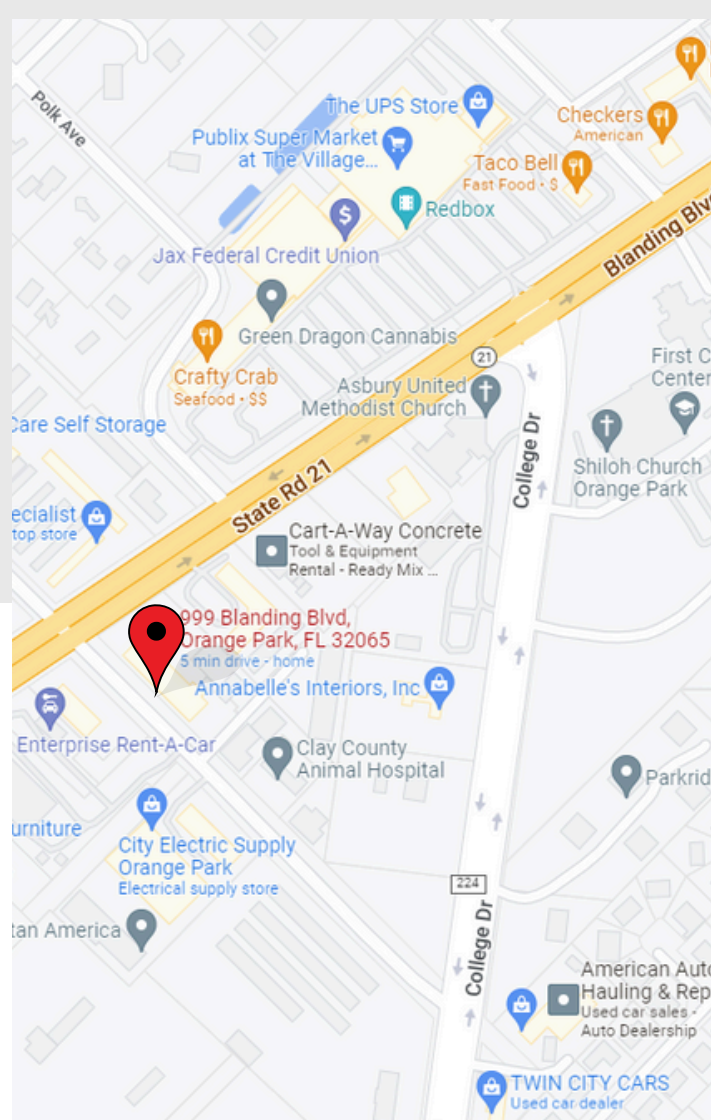 Polk Ave
The UPS Store
Publix Super Market
at The Village...
Checkers
American
Taco Bell
Fast Food • $
Redbox
$
Jax Federal Credit Union
Blanding Blv
Green Dragon Cannabis
21
Crafty Crab
Seafood • $$
Asbury United
Methodist Church
First C
Center
Care Self Storage
College Dr
Shiloh Church
Orange Park
State Rd 21
ecialist
top store
Cart-A-Way Concrete
Tool & Equipment
Rental - Ready Mix ...
999 Blanding Blvd,
Orange Park, FL 32065
5 min drive - home
Annabelle's Interiors, Inc
Enterprise Rent-A-Car
Clay County
Animal Hospital
Parkrid
urniture
City Electric Supply
Orange Park
Electrical supply store
224
tan America
College Dr
American Auto
Hauling & Rep
Used car sales -
Auto Dealership
TWIN CITY CARS
Used car dealer